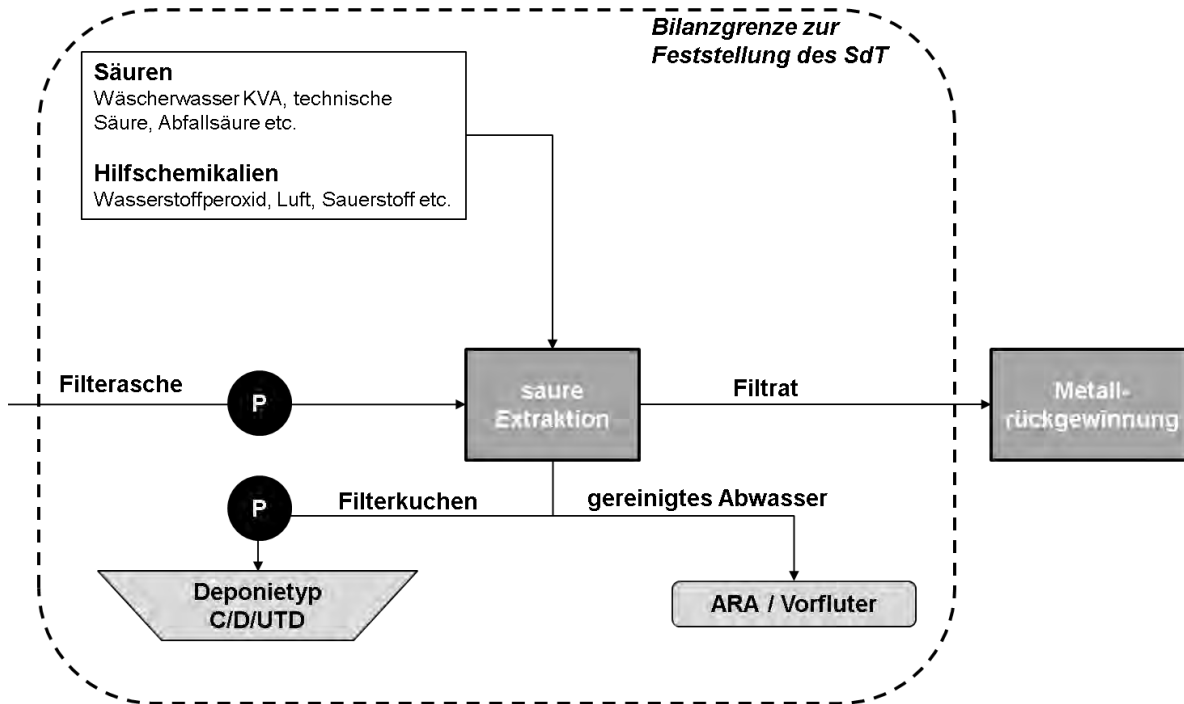 Bilanzgrenze zur
Feststellung des SdT
Säuren
Wäscherwasser KVA, technische
Säure, Abfallsäure etc.
Hilfschemikalien
Wasserstoffperoxid, Luft, Sauerstoff etc.
Filterasche
P
saure
Extraktion
Filtrat
Metall-
rückgewinnung
P
Filterkuchen
gereinigtes Abwasser
Deponietyp
C/D/UTD
ARA / Vorfluter